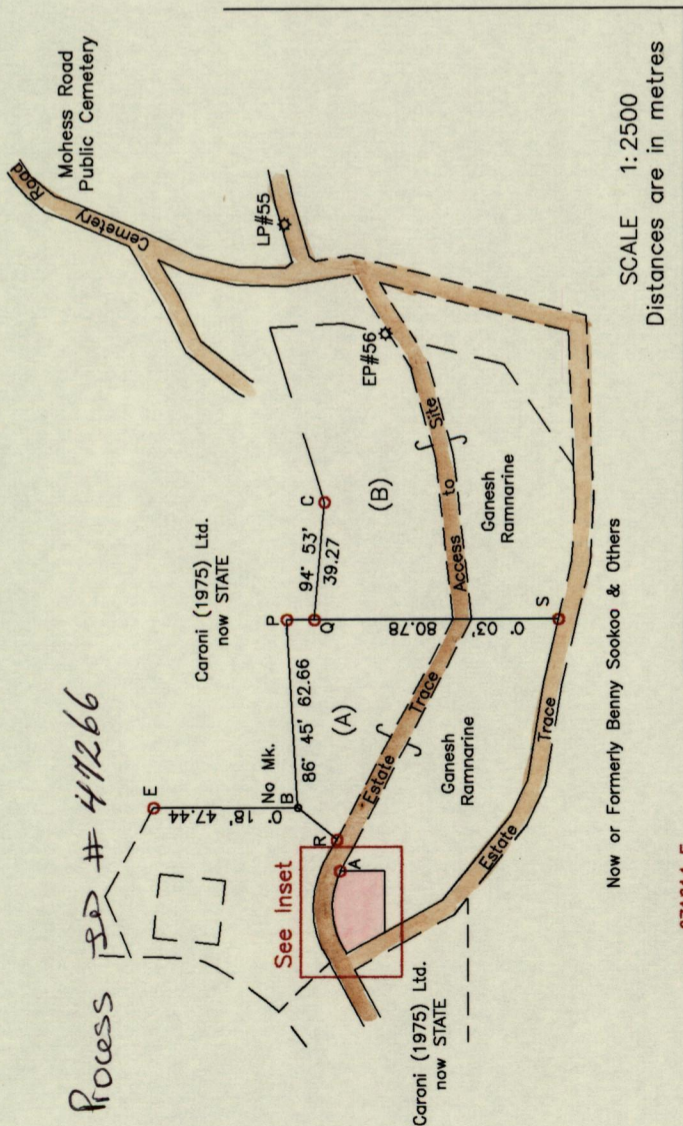 Process ID # 47266
Road
Cemetery
Mohess Road
Public Cemetery
LP#55
EP#56
Caroni (1975) Ltd.
now STATE
E
0° 18' 47.44
No Mk.
B
86° 45' 62.66
P
Q
94° 53'
39.27
C
(A)
(B)
R
A
See Inset
Estate Trace
Access to Site
Ganesh
Ramnarine
Ganesh
Ramnarine
0° 03' 80.78
S
Estate Trace
Caroni (1975) Ltd.
now STATE
Now or Formerly Benny Sookoo & Others
SCALE 1:2500
Distances are in metres